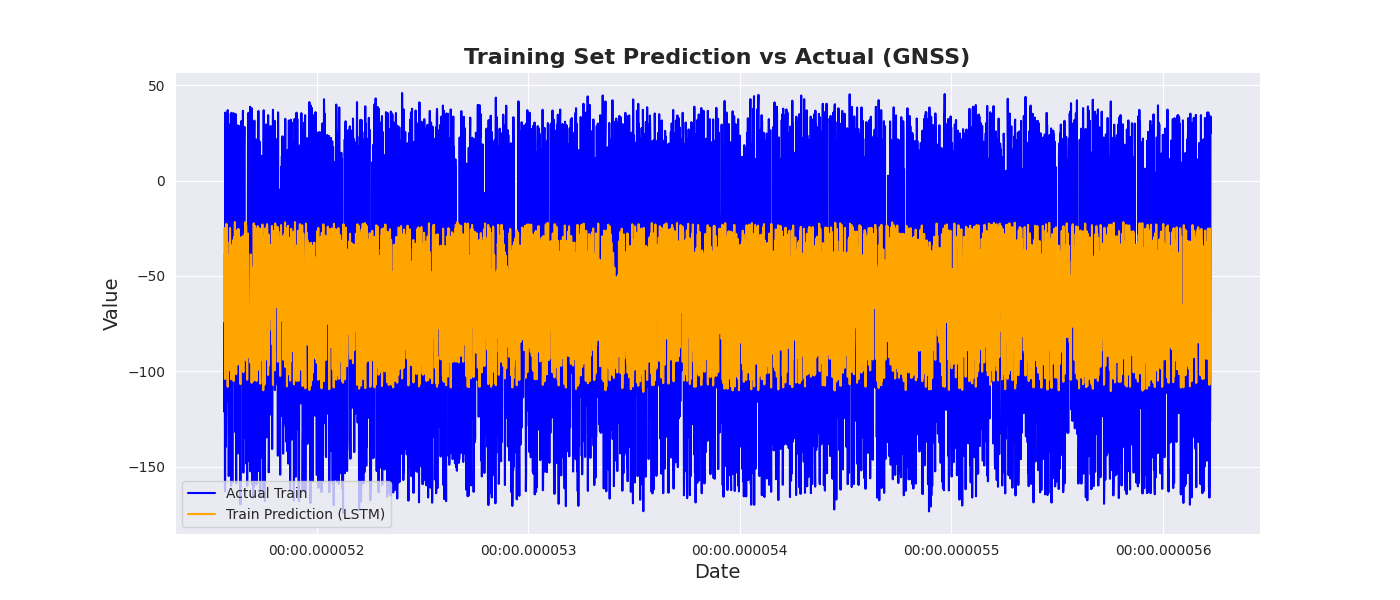 Training Set Prediction vs Actual (GNSS)
50
0
−50
−100
−150
Value
Actual Train
Train Prediction (LSTM)
00:00.000052
00:00.000053
00:00.000054
00:00.000055
00:00.000056
Date